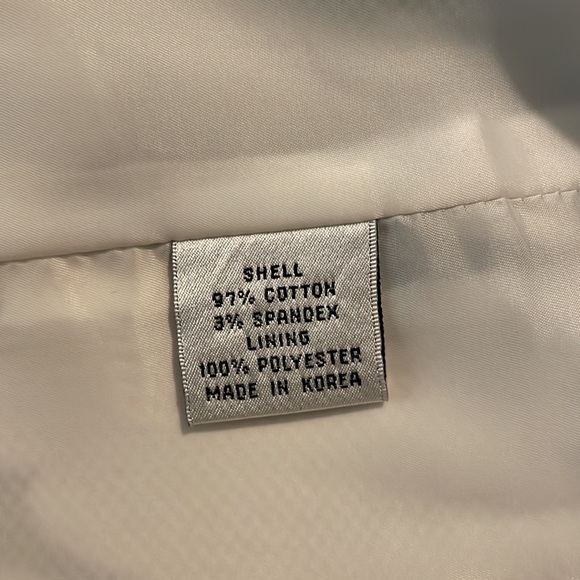 SHELL
97% COTTON
3% SPANDEX
LINING
100% POLYESTER
MADE IN KOREA